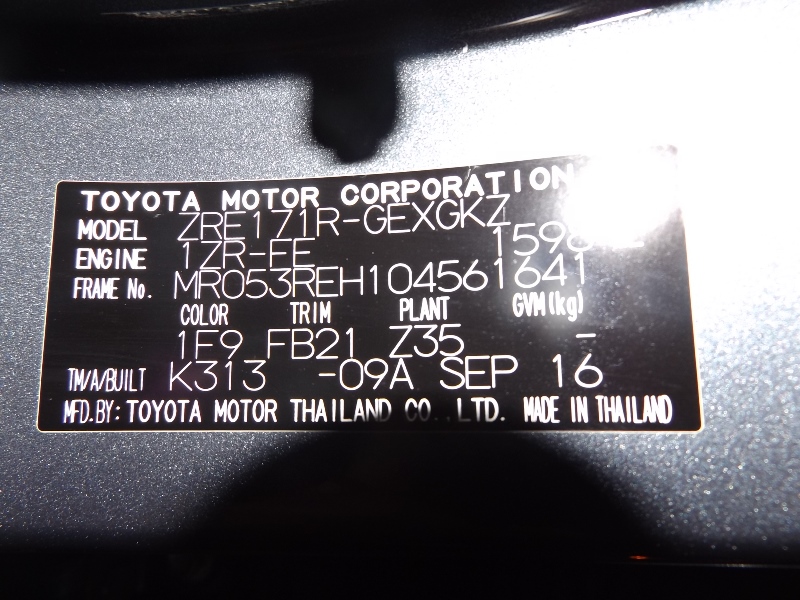 TOYOTA MOTOR CORPORATION
MODEL ZRE171R-GEXGKZ
ENGINE 1ZR-FE 1598
FRAME No. MR053REH104561641
COLOR TRIM PLANT GVM(kg)
1F9 FB21 Z35 -
TM/A/BUILT K313 -09A SEP 16
MFD.BY: TOYOTA MOTOR THAILAND CO.,LTD. MADE IN THAILAND